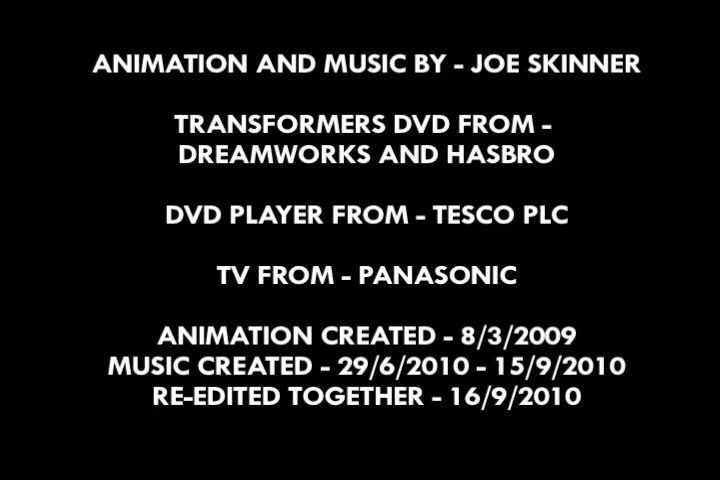 ANIMATION AND MUSIC BY - JOE SKINNER
TRANSFORMERS DVD FROM -
DREAMWORKS AND HASBRO
DVD PLAYER FROM - TESCO PLC
TV FROM - PANASONIC
ANIMATION CREATED - 8/3/2009
MUSIC CREATED - 29/6/2010 - 15/9/2010
RE-EDITED TOGETHER - 16/9/2010